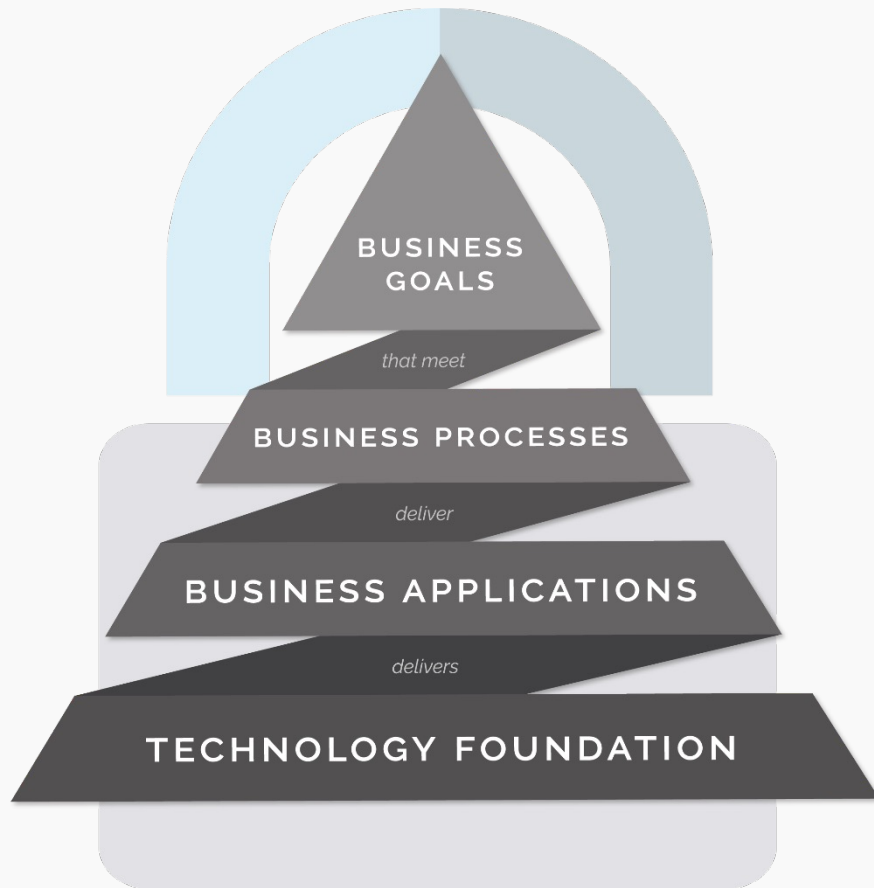 BUSINESS
GOALS
that meet
BUSINESS PROCESSES
deliver
BUSINESS APPLICATIONS
delivers
TECHNOLOGY FOUNDATION